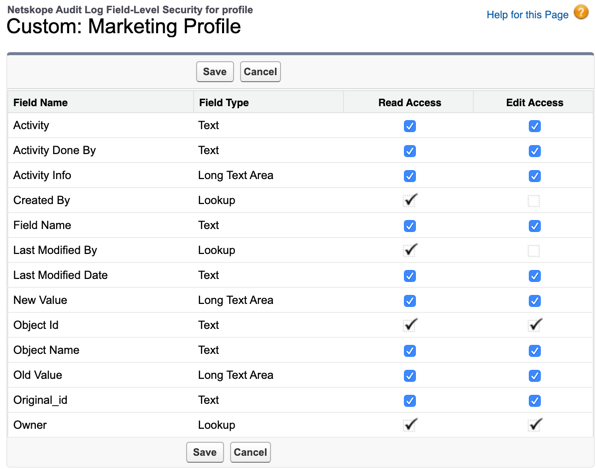 Netskope Audit Log Field-Level Security for profile
Custom: Marketing Profile
Help for this Page ?
Save Cancel
Field Name Field Type Read Access Edit Access
Activity Text
Activity Done By Text
Activity Info Long Text Area
Created By Lookup
Field Name Text
Last Modified By Lookup
Last Modified Date Text
New Value Long Text Area
Object Id Text
Object Name Text
Old Value Long Text Area
Original_id Text
Owner Lookup
Save Cancel